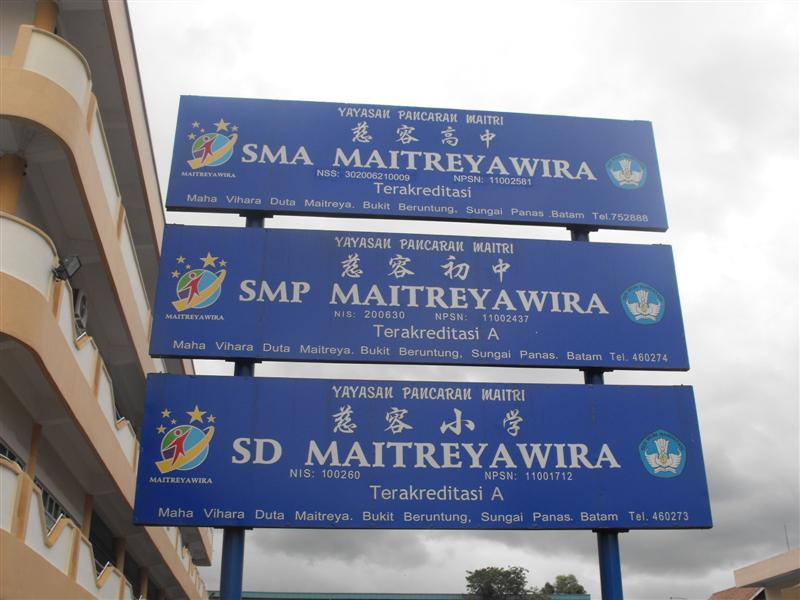 YAYASAN PANCARAN MAITRI
慈容高中
SMA MAITREYAWIRA
MAITREYAWIRA
NSS: 302006210009 NPSN: 11002581
Terakreditasi
Maha Vihara Duta Maitreya. Bukit Beruntung, Sungai Panas .Batam Tel.752888
YAYASAN PANCARAN MAITRI
慈容初中
SMP MAITREYAWIRA
MAITREYAWIRA
NIS: 200630 NPSN: 11002437
Terakreditasi A
Maha Vihara Duta Maitreya. Bukit Beruntung, Sungai Panas. Batam Tel. 460274
YAYASAN PANCARAN MAITRI
慈容小学
SD MAITREYAWIRA
MAITREYAWIRA
NIS: 100260 NPSN: 11001712
Terakreditasi A
Maha Vihara Duta Maitreya. Bukit Beruntung, Sungai Panas. Batam Tel. 460273